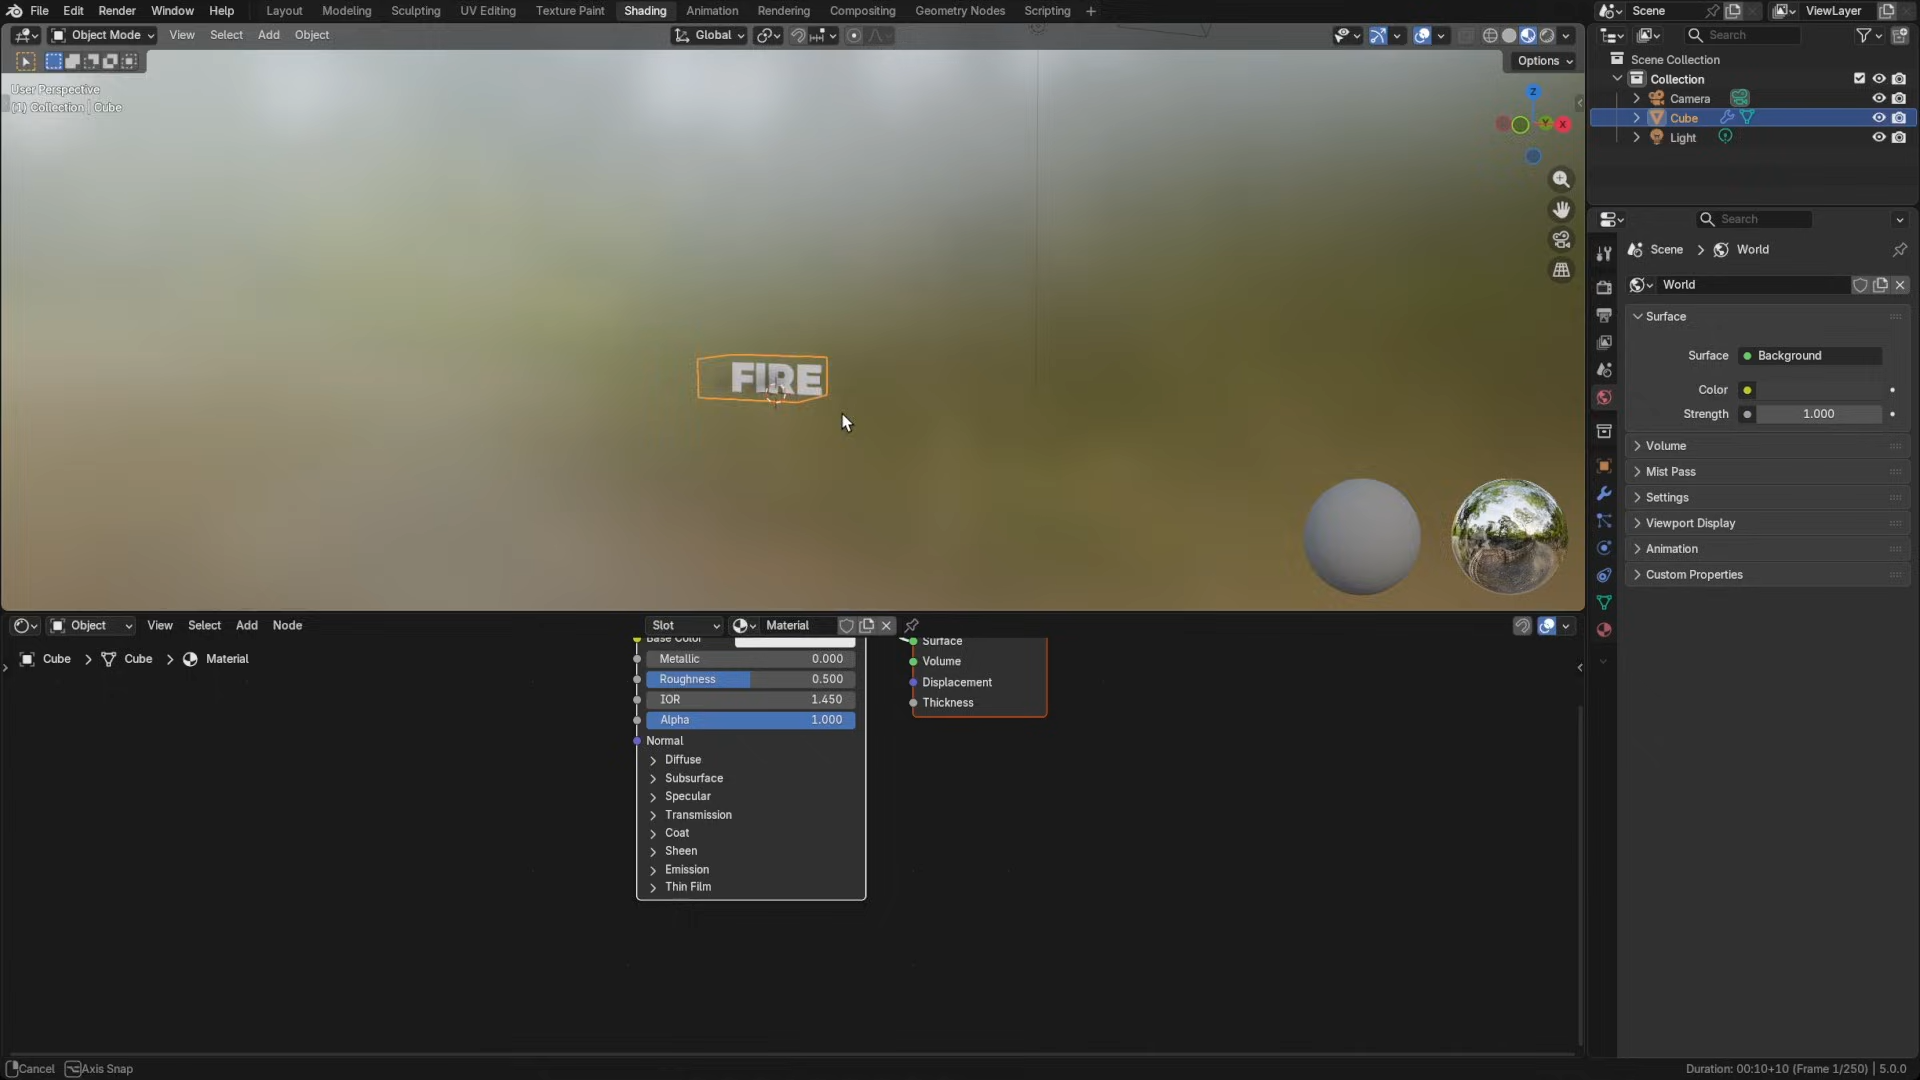 File Edit Render Window Help Layout Modeling Sculpting UV Editing Texture Paint Shading Animation Rendering Compositing Geometry Nodes Scripting + Scene ViewLayer
Object Mode View Select Add Object Global Search
Options
User Perspective
(1) Collection | Cube
Scene Collection
Collection
Camera
Cube
Light
Z
Y X
Search
Scene > World
World
Surface
Surface Background
Color
Strength 1.000
Volume
Mist Pass
Settings
Viewport Display
Animation
Custom Properties
FIRE
Object View Select Add Node Slot Material
Cube > Cube > Material
Base Color
Metallic 0.000
Roughness 0.500
IOR 1.450
Alpha 1.000
Normal
Diffuse
Subsurface
Specular
Transmission
Coat
Sheen
Emission
Thin Film
Surface
Volume
Displacement
Thickness
Cancel Axis Snap
Duration: 00:10+10 (Frame 1/250) | 5.0.0